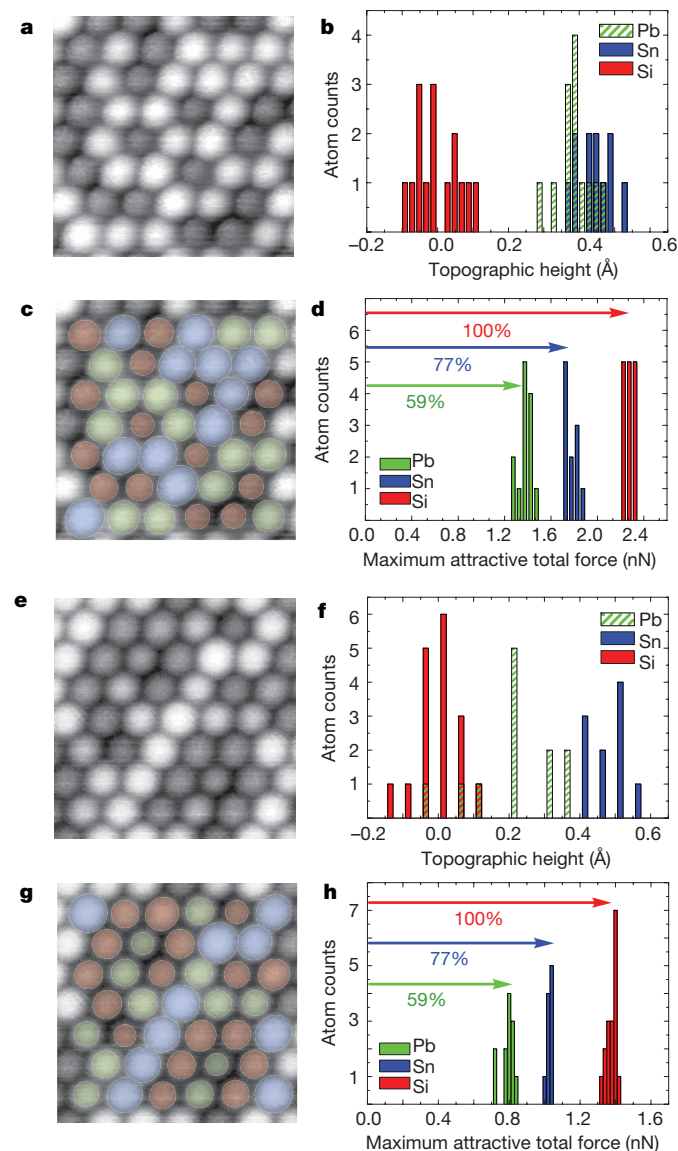 a
b
Pb
Sn
Si
Atom counts
4
3
2
1
−0.2
0.0
0.2
0.4
0.6
Topographic height (Å)
c
d
100%
77%
59%
Pb
Sn
Si
Atom counts
6
5
4
3
2
1
0.0
0.4
0.8
1.2
1.6
2.0
2.4
Maximum attractive total force (nN)
e
f
Pb
Sn
Si
Atom counts
6
5
4
3
2
1
−0.2
0.0
0.2
0.4
0.6
Topographic height (Å)
g
h
100%
77%
59%
Pb
Sn
Si
Atom counts
7
5
3
1
0.0
0.4
0.8
1.2
1.6
Maximum attractive total force (nN)